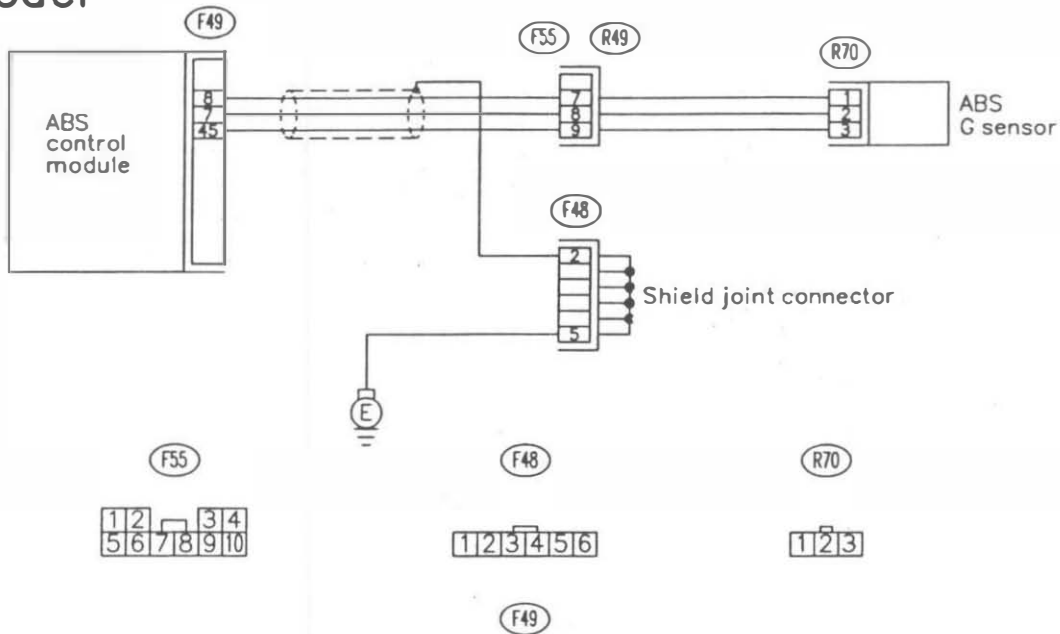 F49
F55 R49
R70
8
7
45
7
8
9
1
2
3
ABS
control
module
ABS
G sensor
F48
2
5
Shield joint connector
E
F55
F48
R70
1 2 3 4
5 6 7 8 9 10
1 2 3 4 5 6
1 2 3
F49